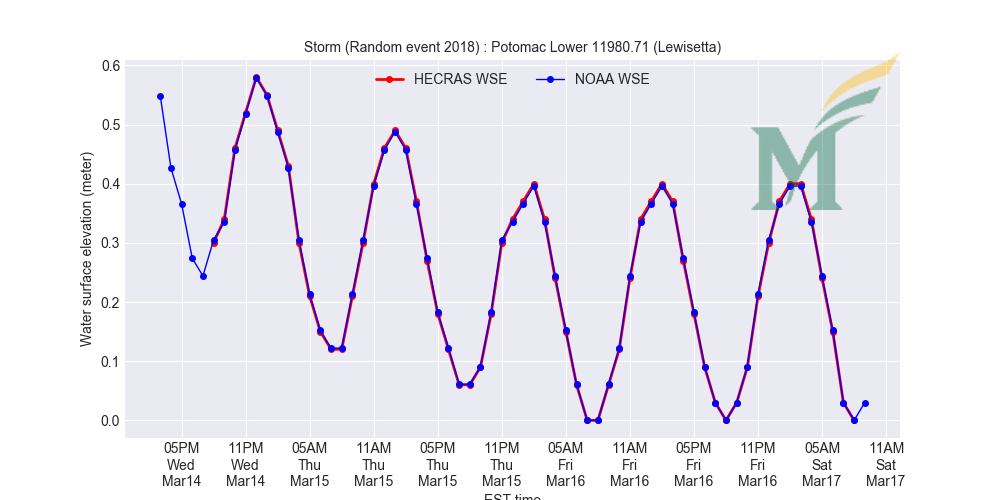 Storm (Random event 2018) : Potomac Lower 11980.71 (Lewisetta)
HECRAS WSE
NOAA WSE
M
Water surface elevation (meter)
0.6
0.5
0.4
0.3
0.2
0.1
0.0
05PM 11PM 05AM 11AM 05PM 11PM 05AM 11AM 05PM 11PM 05AM 11AM
Wed Wed Thu Thu Thu Thu Fri Fri Fri Fri Sat Sat
Mar14 Mar14 Mar15 Mar15 Mar15 Mar15 Mar16 Mar16 Mar16 Mar16 Mar17 Mar17
EST time